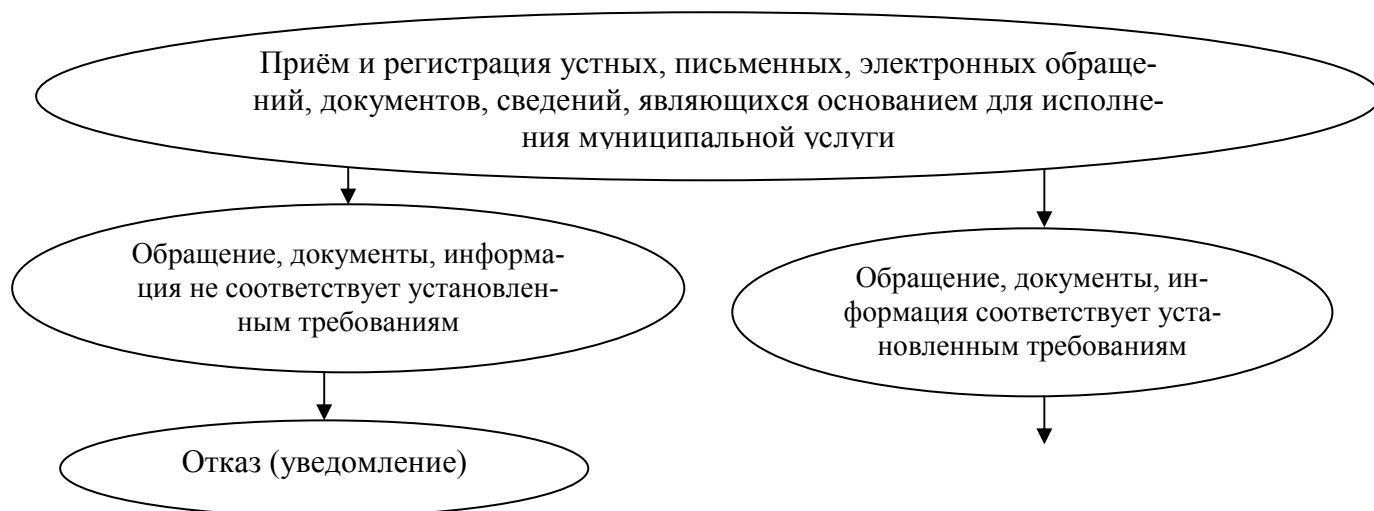 Приём и регистрация устных, письменных, электронных обраще-
ний, документов, сведений, являющихся основанием для исполне-
ния муниципальной услуги
Обращение, документы, информа-
ция не соответствует установлен-
ным требованиям
Обращение, документы, ин-
формация соответствует уста-
новленным требованиям
Отказ (уведомление)